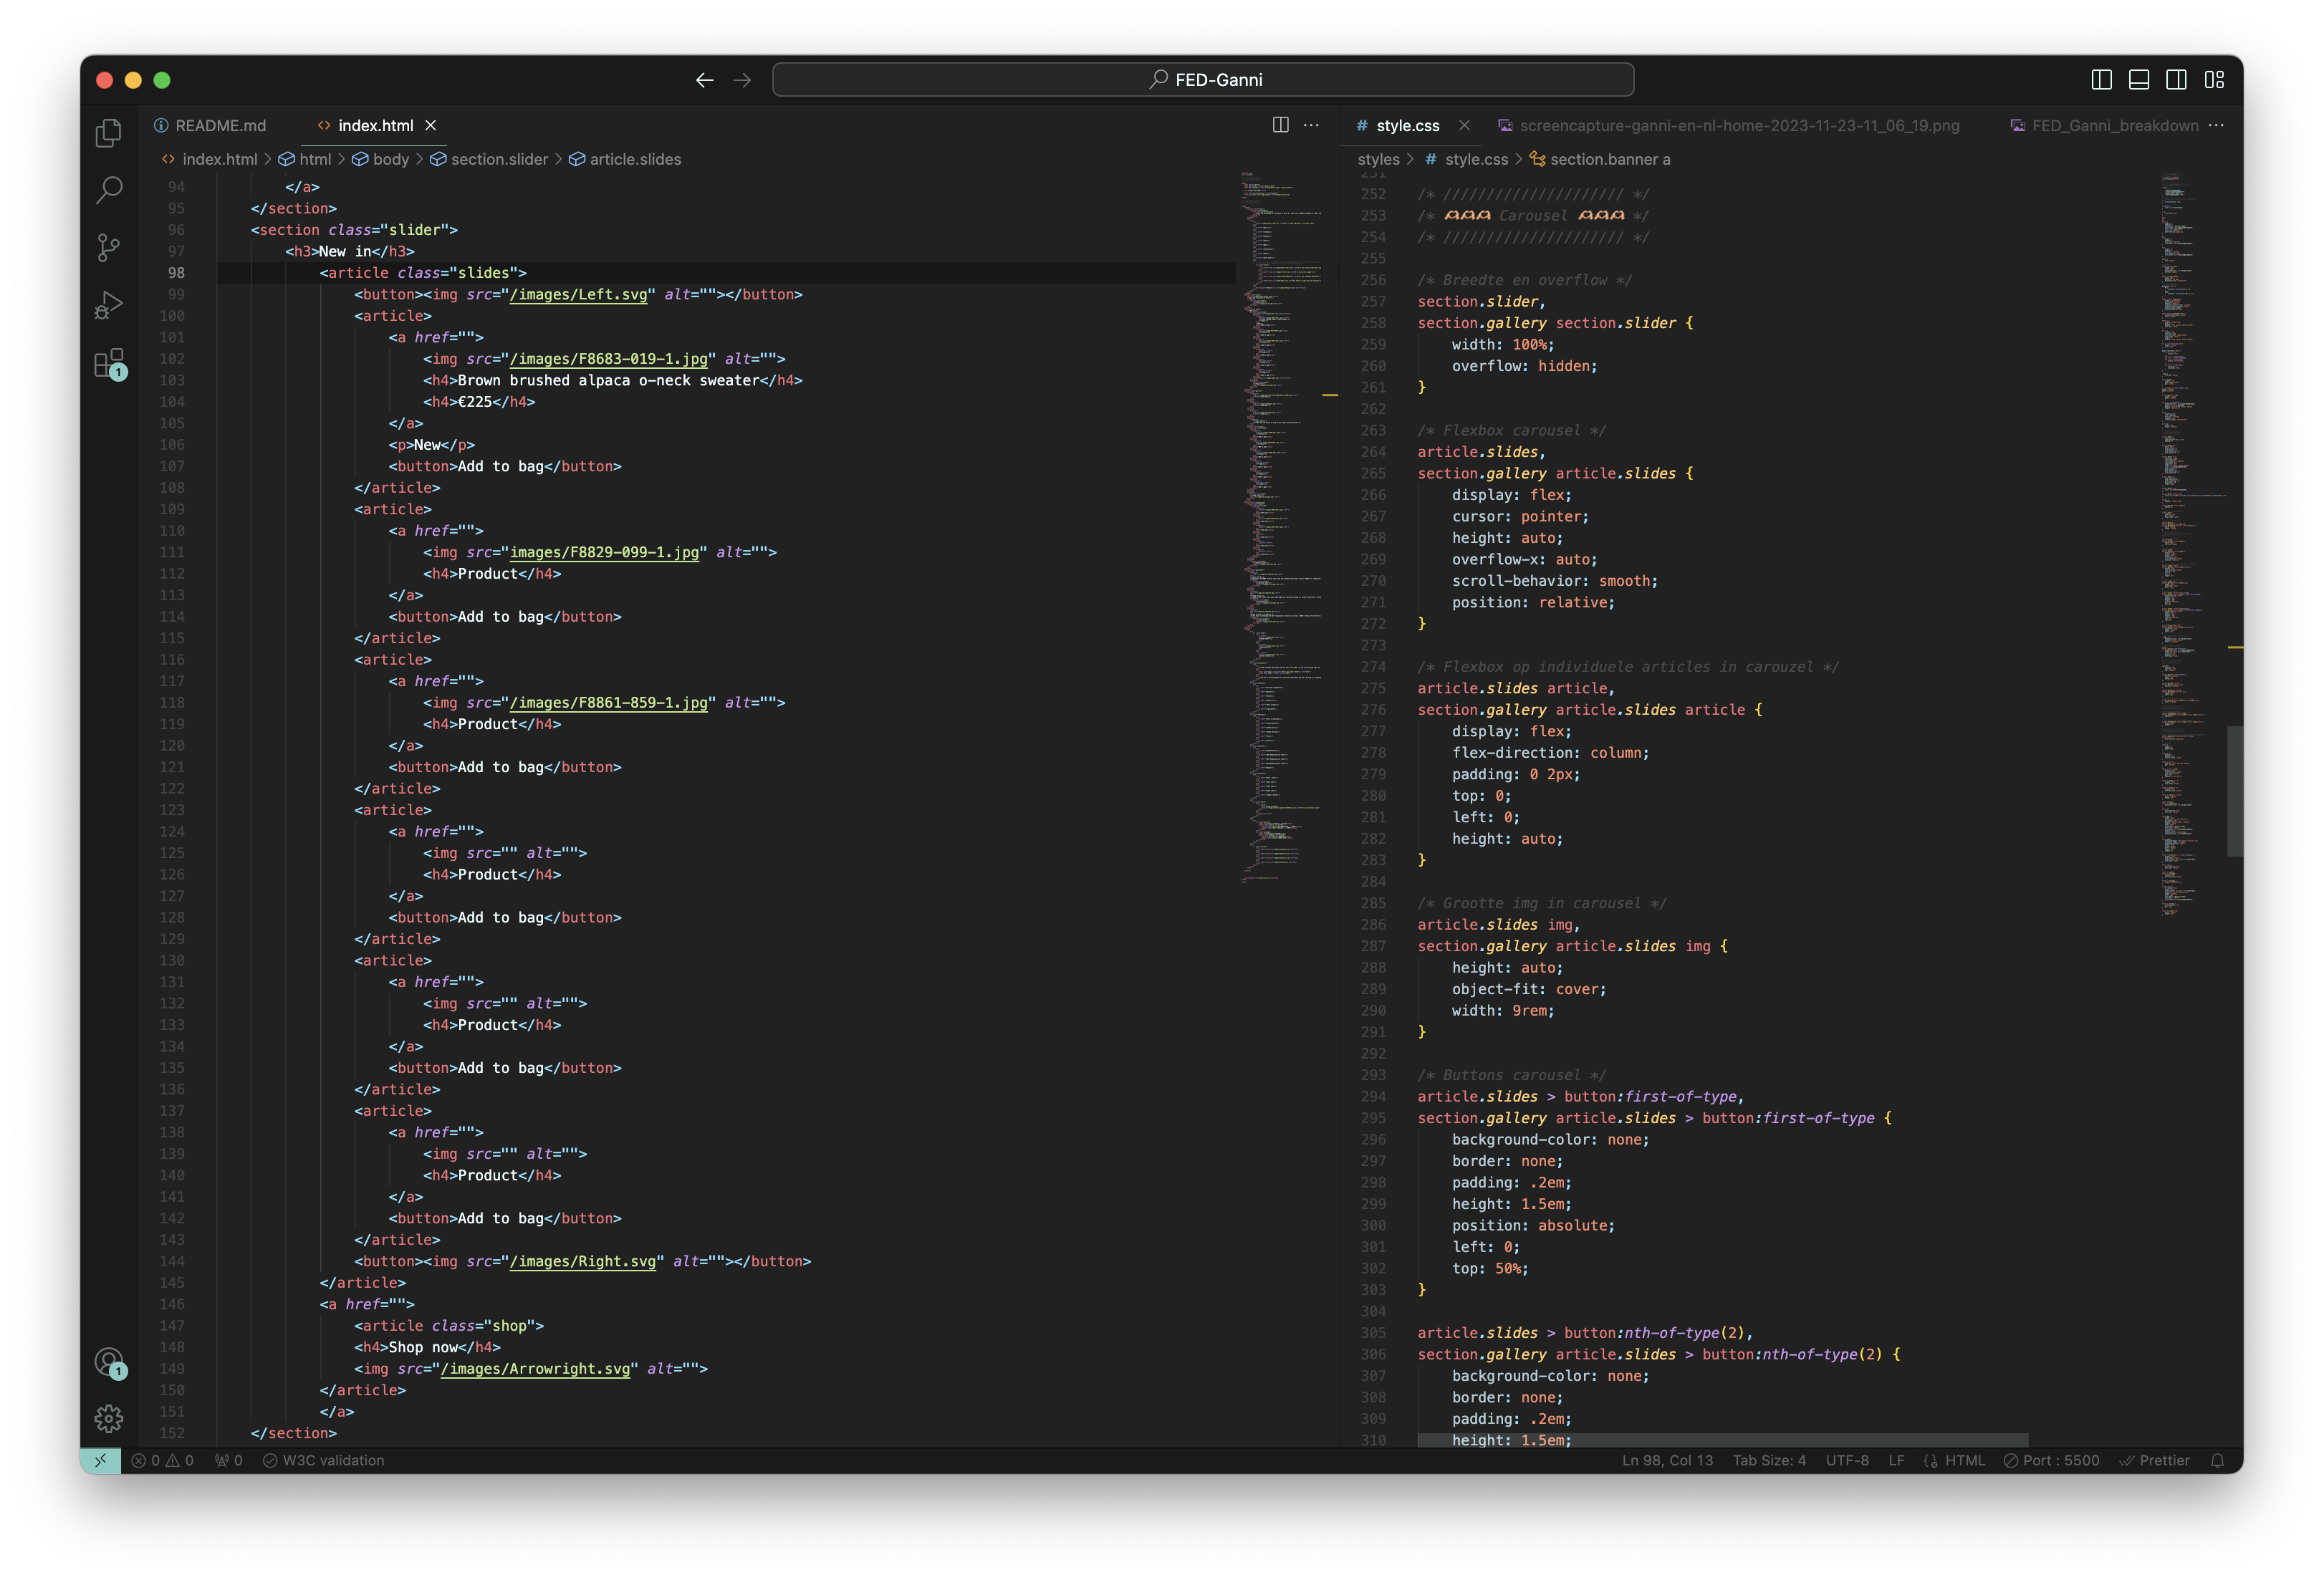 FED-Ganni
README.md
index.html
index.html > html > body > section.slider > article.slides
94 </a>
95 </section>
96 <section class="slider">
97 <h3>New in</h3>
98 <article class="slides">
99 <button><img src="/images/Left.svg" alt=""></button>
100 <article>
101 <a href="">
102 <img src="/images/F8683-019-1.jpg" alt="">
103 <h4>Brown brushed alpaca o-neck sweater</h4>
104 <h4>€225</h4>
105 </a>
106 <p>New</p>
107 <button>Add to bag</button>
108 </article>
109 <article>
110 <a href="">
111 <img src="images/F8829-099-1.jpg" alt="">
112 <h4>Product</h4>
113 </a>
114 <button>Add to bag</button>
115 </article>
116 <article>
117 <a href="">
118 <img src="/images/F8861-859-1.jpg" alt="">
119 <h4>Product</h4>
120 </a>
121 <button>Add to bag</button>
122 </article>
123 <article>
124 <a href="">
125 <img src="" alt="">
126 <h4>Product</h4>
127 </a>
128 <button>Add to bag</button>
129 </article>
130 <article>
131 <a href="">
132 <img src="" alt="">
133 <h4>Product</h4>
134 </a>
135 <button>Add to bag</button>
136 </article>
137 <article>
138 <a href="">
139 <img src="" alt="">
140 <h4>Product</h4>
141 </a>
142 <button>Add to bag</button>
143 </article>
144 <button><img src="/images/Right.svg" alt=""></button>
145 </article>
146 <a href="">
147 <article class="shop">
148 <h4>Shop now</h4>
149 <img src="/images/Arrowright.svg" alt="">
150 </article>
151 </a>
152 </section>
# style.css
screencapture-ganni-en-nl-home-2023-11-23-11_06_19.png
FED_Ganni_breakdown
styles > # style.css > section.banner a
251
252 /* ///////////////////// */
253 /* Carousel */
254 /* ///////////////////// */
255
256 /* Breedte en overflow */
257 section.slider,
258 section.gallery section.slider {
259 width: 100%;
260 overflow: hidden;
261 }
262
263 /* Flexbox carousel */
264 article.slides,
265 section.gallery article.slides {
266 display: flex;
267 cursor: pointer;
268 height: auto;
269 overflow-x: auto;
270 scroll-behavior: smooth;
271 position: relative;
272 }
273
274 /* Flexbox op individuele articles in carouzel */
275 article.slides article,
276 section.gallery article.slides article {
277 display: flex;
278 flex-direction: column;
279 padding: 0 2px;
280 top: 0;
281 left: 0;
282 height: auto;
283 }
284
285 /* Grootte img in carousel */
286 article.slides img,
287 section.gallery article.slides img {
288 height: auto;
289 object-fit: cover;
290 width: 9rem;
291 }
292
293 /* Buttons carousel */
294 article.slides > button:first-of-type,
295 section.gallery article.slides > button:first-of-type {
296 background-color: none;
297 border: none;
298 padding: .2em;
299 height: 1.5em;
300 position: absolute;
301 left: 0;
302 top: 50%;
303 }
304
305 article.slides > button:nth-of-type(2),
306 section.gallery article.slides > button:nth-of-type(2) {
307 background-color: none;
308 border: none;
309 padding: .2em;
310 height: 1.5em;
1
1
0 0 0 W3C validation
Ln 98, Col 13 Tab Size: 4 UTF-8 LF HTML Port : 5500 Prettier